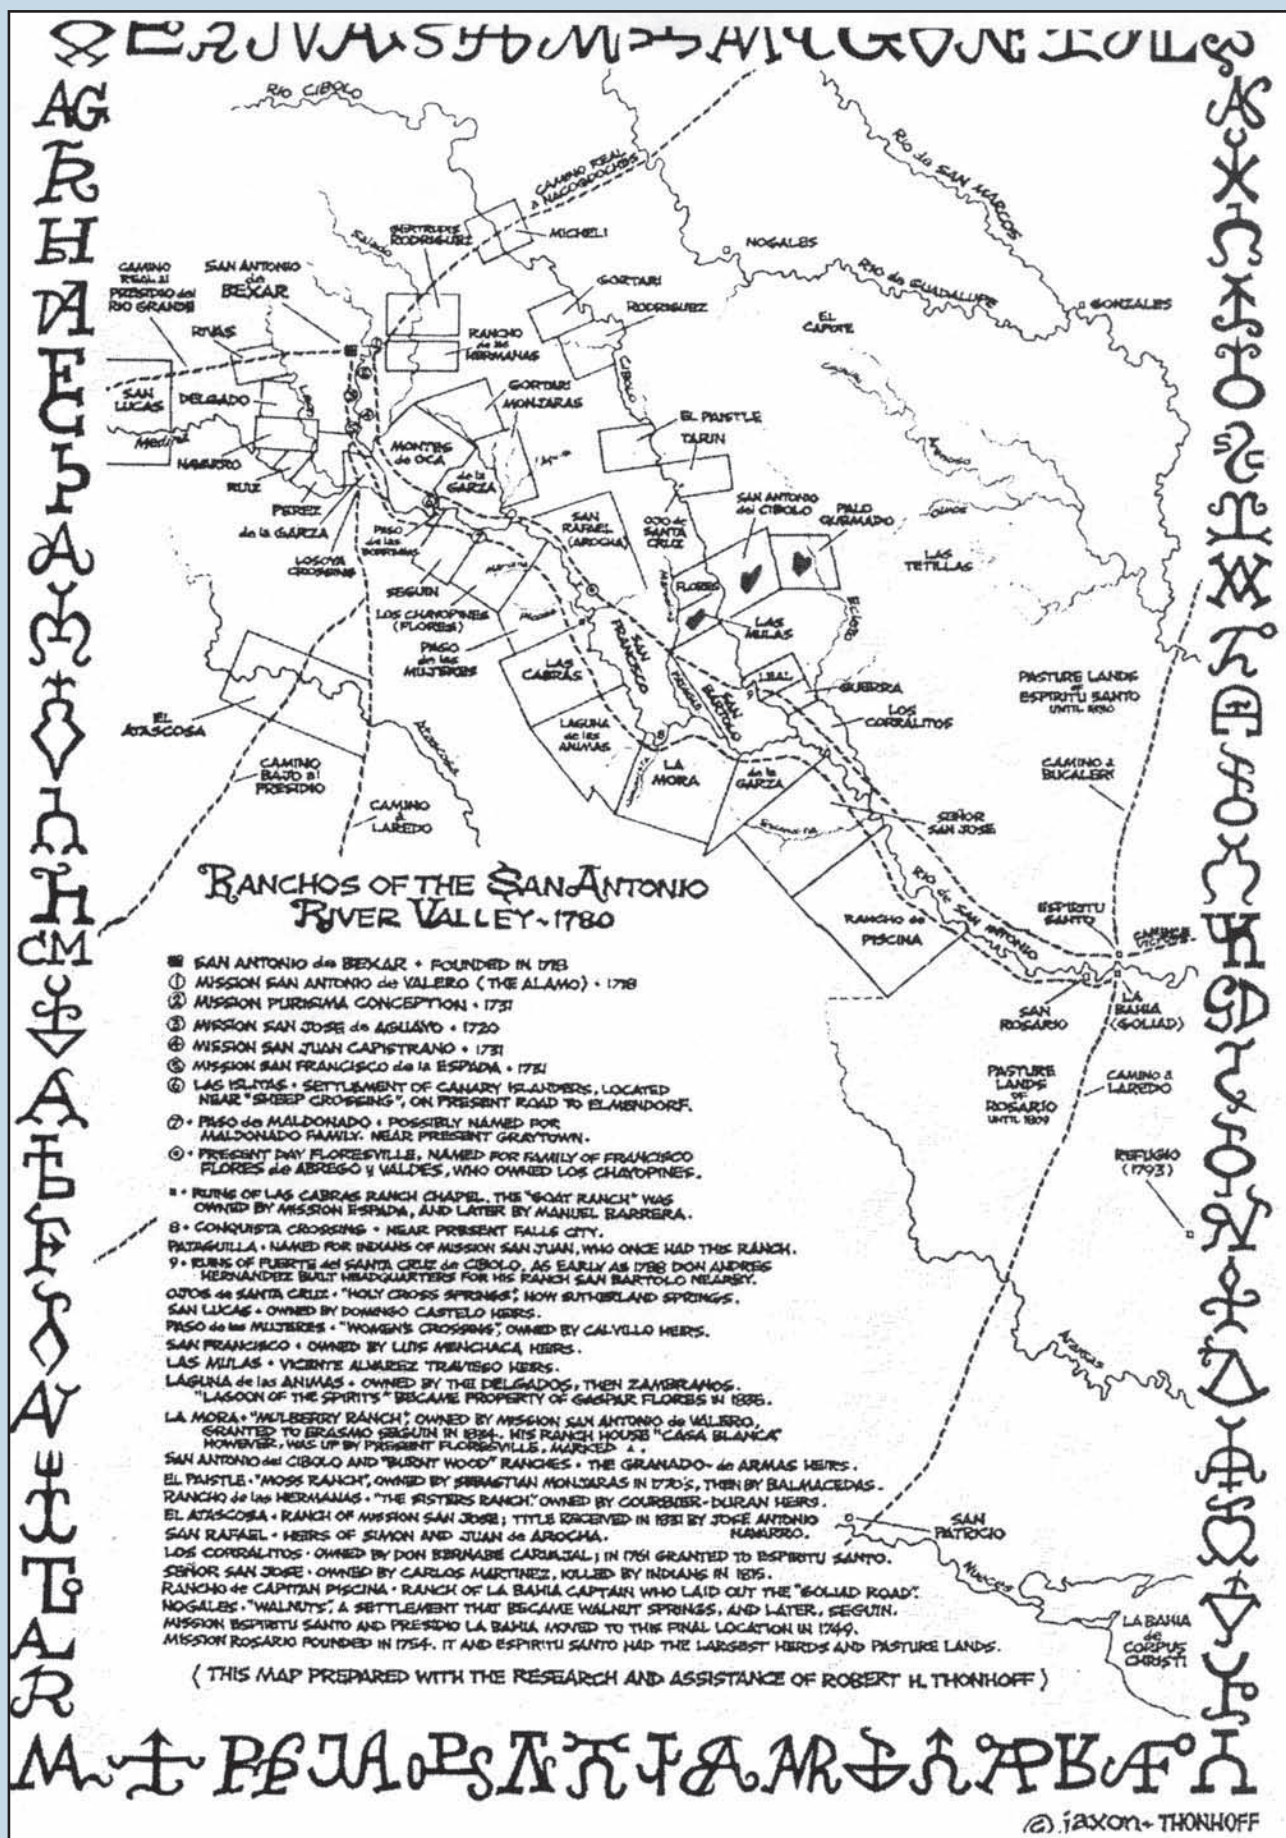 RIO CIBOLO
CAMINO REAL
a NACOGDOCHES
RIO de SAN MARCOS
GERTRUDIS
RODRIGUEZ
MICHELI
Salado
NOGALES
CAMINO
REAL al
PRESIDIO del
RIO GRANDE
SAN ANTONIO
de
BEXAR
GORTARI
RIO de GUADALUPE
RODRIGUEZ
GONZALES
RIVAS
RANCHO
de las
HERMANAS
EL
CAPOTE
CIBOLO
SAN
LUCAS
DELGADO
GORTARI
MONJARAS
EL PAISTLE
TARIN
Medina
NAVARRO
MONTES
de OCA
de la
GARZA
RUIZ
PEREZ
de la GARZA
PASO
de las
BORREGAS
SAN
RAFAEL
(AROCHA)
OJO de
SANTA
CRUZ
SAN ANTONIO
del CIBOLO
PALO
QUEMADO
LOSOYA
CROSSING
LAS
TETILLAS
SEGUIN
LOS CHAYOPINES
(FLORES)
FLORES
Ecleto
PASO
de las
MUJERES
LAS
CABRAS
SAN
FRANCISCO
LAS
MULAS
SAN
BARTOLO
LEAL
GUERRA
LOS
CORRALITOS
PASTURE LANDS
of
ESPIRITU SANTO
UNTIL 1830
EL
ATASCOSA
Atascosa
LAGUNA
de las
ANIMAS
LA
MORA
de la
GARZA
CAMINO
BAJO al
PRESIDIO
CAMINO
a
LAREDO
CAMINO a
BUCALERI
SEÑOR
SAN JOSE
RANCHOS OF THE SAN ANTONIO
RIVER VALLEY~1780
RIO de SAN ANTONIO
RANCHO de
PISCINA
ESPIRITU
SANTO
SAN
ROSARIO
LA
BAHIA
(GOLIAD)
PASTURE
LANDS
of
ROSARIO
UNTIL 1809
CAMINO a
LAREDO
REFUGIO
(1793)
Aransas
SAN ANTONIO de BEXAR • FOUNDED IN 1718
① MISSION SAN ANTONIO de VALERO (THE ALAMO) • 1718
② MISSION PURISIMA CONCEPTION • 1731
③ MISSION SAN JOSE de AGUAYO • 1720
④ MISSION SAN JUAN CAPISTRANO • 1731
⑤ MISSION SAN FRANCISCO de la ESPADA • 1731
⑥ LAS ISLITAS • SETTLEMENT OF CANARY ISLANDERS, LOCATED
NEAR "SHEEP CROSSING", ON PRESENT ROAD TO ELMENDORF.
⑦ • PASO de MALDONADO • POSSIBLY NAMED FOR
MALDONADO FAMILY. NEAR PRESENT GRAYTOWN.
• PRESENT DAY FLORESVILLE, NAMED FOR FAMILY OF FRANCISCO
FLORES de ABREGO y VALDES, WHO OWNED LOS CHAYOPINES.
• RUINS OF LAS CABRAS RANCH CHAPEL. THE "GOAT RANCH" WAS
OWNED BY MISSION ESPADA, AND LATER BY MANUEL BARRERA.
8 • CONQUISTA CROSSING • NEAR PRESENT FALLS CITY.
PATAGUILLA • NAMED FOR INDIANS OF MISSION SAN JUAN, WHO ONCE HAD THIS RANCH.
9 • RUINS OF FUERTE del SANTA CRUZ de CIBOLO. AS EARLY AS 1788 DON ANDRES
HERNANDEZ BUILT HEADQUARTERS FOR HIS RANCH SAN BARTOLO NEARBY.
OJOS de SANTA CRUZ • "HOLY CROSS SPRINGS", NOW SUTHERLAND SPRINGS.
SAN LUCAS • OWNED BY DOMINGO CASTELO HEIRS.
PASO de las MUJERES • "WOMEN'S CROSSING", OWNED BY CALVILLO HEIRS.
SAN FRANCISCO • OWNED BY LUIS MENCHACA HEIRS.
LAS MULAS • VICENTE ALVAREZ TRAVIESO HEIRS.
LAGUNA de las ANIMAS • OWNED BY THE DELGADOS, THEN ZAMBRANOS.
"LAGOON OF THE SPIRITS" BECAME PROPERTY OF GASPAR FLORES IN
LA MORA • "MULBERRY RANCH", OWNED BY MISSION SAN ANTONIO de VALERO,
GRANTED TO ERASMO SEGUIN IN 1834. HIS RANCH HOUSE "CASA BLANCA"
HOWEVER, WAS UP BY PRESENT FLORESVILLE, MARKED ▲.
SAN ANTONIO del CIBOLO AND "BURNT WOOD" RANCHES • THE GRANADO~de ARMAS HEIRS.
EL PAISTLE • "MOSS RANCH", OWNED BY SEBASTIAN MONJARAS IN 1770'S, THEN BY BALMACEDAS.
RANCHO de las HERMANAS • "THE SISTERS RANCH". OWNED BY COURBIER-DURAN HEIRS.
EL ATASCOSA • RANCH OF MISSION SAN JOSE; TITLE RECEIVED IN 1831 BY JOSÉ ANTONIO
NAVARRO.
SAN RAFAEL • HEIRS OF SIMON AND JUAN de AROCHA.
LOS CORRALITOS • OWNED BY DON BERNABE CARVAJAL; IN 1761 GRANTED TO ESPIRITU SANTO.
SEÑOR SAN JOSE • OWNED BY CARLOS MARTINEZ, KILLED BY INDIANS IN 1815.
RANCHO de CAPITAN PISCINA • RANCH OF LA BAHIA CAPTAIN WHO LAID OUT THE "GOLIAD ROAD".
NOGALES • "WALNUTS", A SETTLEMENT THAT BECAME WALNUT SPRINGS, AND LATER, SEGUIN.
MISSION ESPIRITU SANTO AND PRESIDIO LA BAHIA MOVED TO THIS FINAL LOCATION IN 1749.
MISSION ROSARIO FOUNDED IN 1754. IT AND ESPIRITU SANTO HAD THE LARGEST HERDS AND PASTURE LANDS.
SAN
PATRICIO
Nueces
LA BAHIA
de
CORPUS
CHRISTI
(THIS MAP PREPARED WITH THE RESEARCH AND ASSISTANCE OF ROBERT H. THONHOFF)
© jaxon~THONHOFF